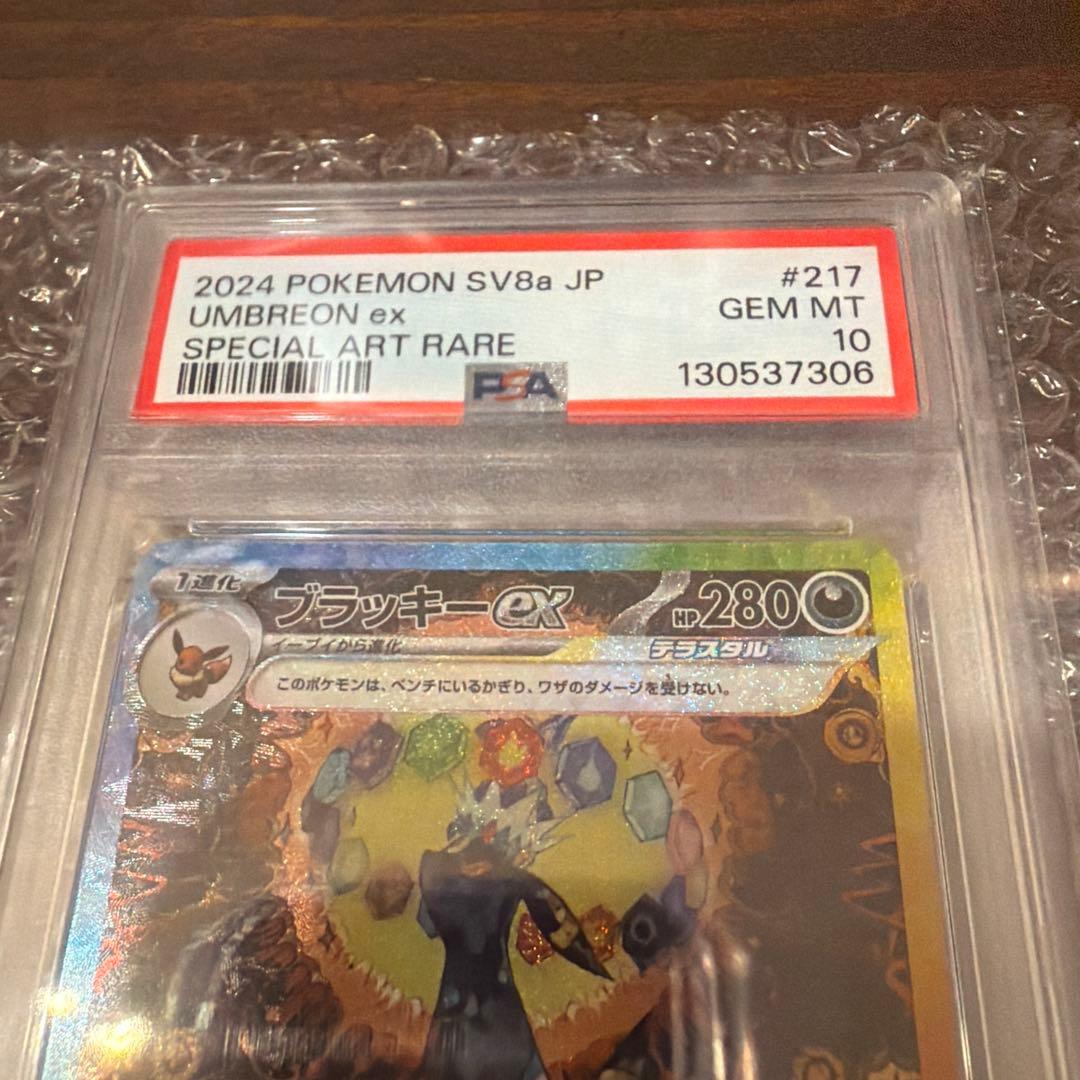 2024 POKEMON SV8a JP #217
UMBREON ex GEM MT
SPECIAL ART RARE 10
PSA 130537306
1進化 ブラッキーex HP280
イーブイから進化 テラスタル
このポケモンは、ベンチにいるかぎり、ワザのダメージを受けない。